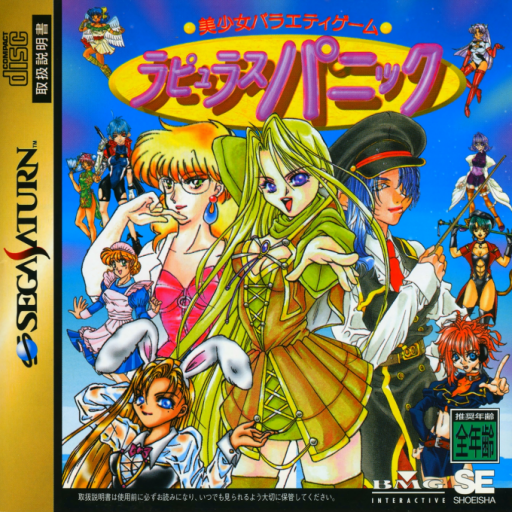 COMPACT
disc
取扱説明書
美少女バラエティゲーム
ラピュラス パニック
SEGA SATURN™
推奨年齢
全年齢
BMG
INTERACTIVE
SE
SHOEISHA
取扱説明書は使用前に必ずお読みになり、いつでも見られるよう大切に保管してください。